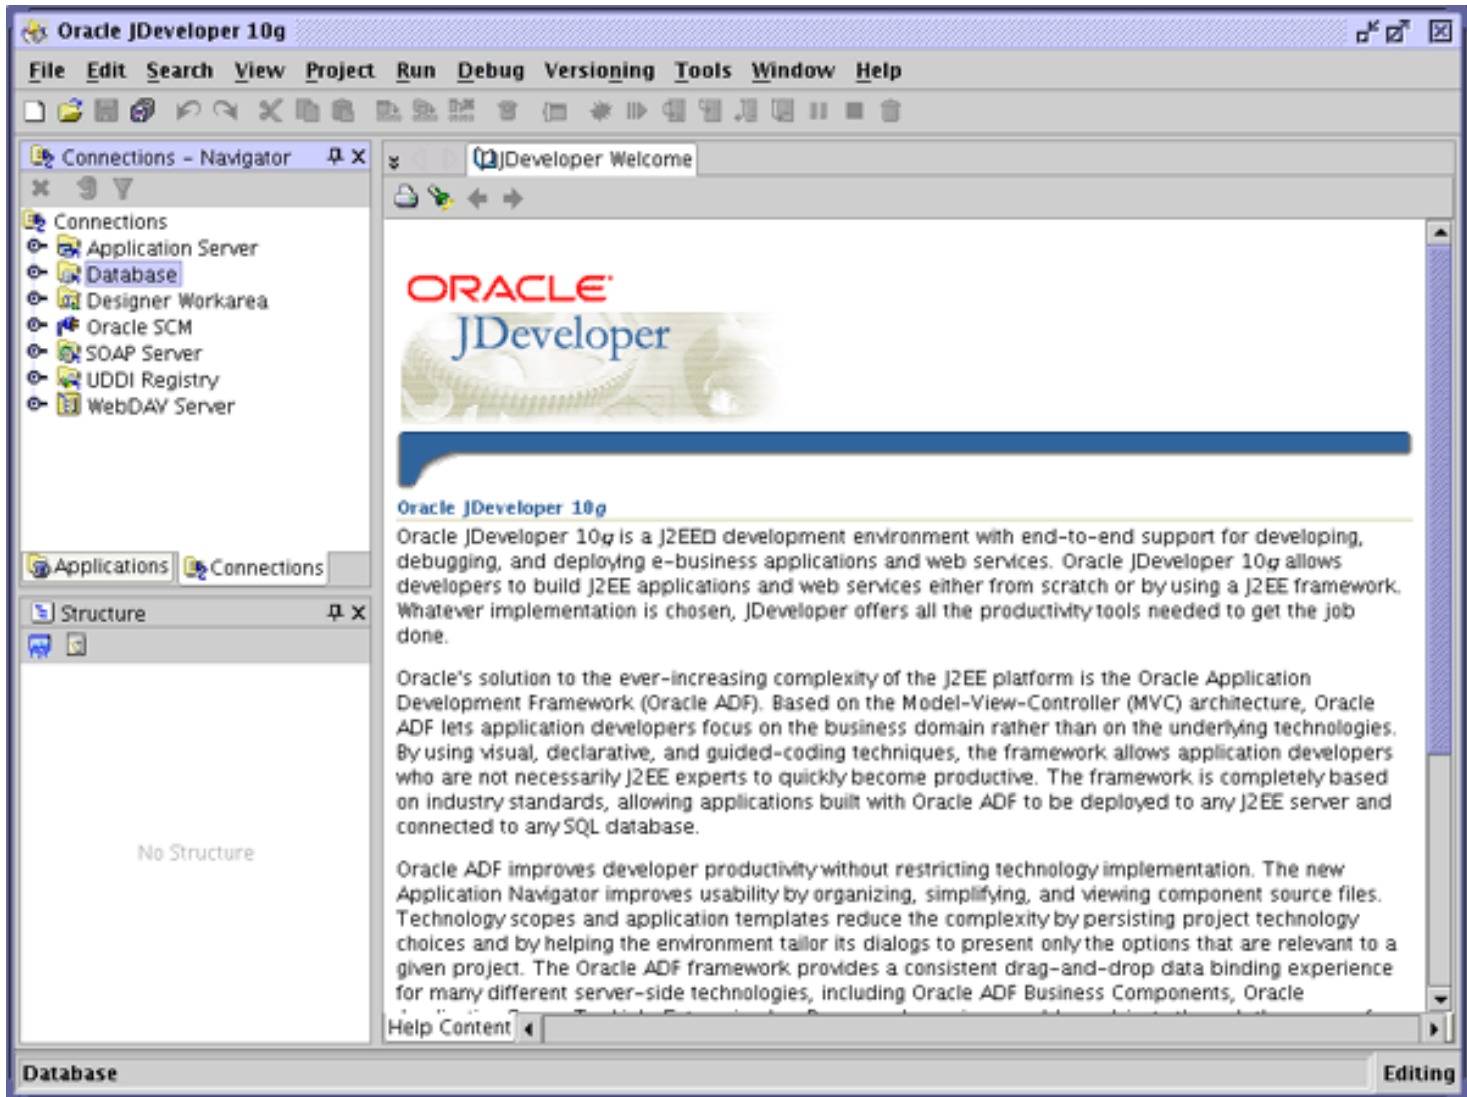 Oracle JDeveloper 10g
File Edit Search View Project Run Debug Versioning Tools Window Help
Connections - Navigator
Connections
Application Server
Database
Designer Workarea
Oracle SCM
SOAP Server
UDDI Registry
WebDAV Server
Applications Connections
Structure
No Structure
JDeveloper Welcome
ORACLE
JDeveloper
Oracle JDeveloper 10g
Oracle JDeveloper 10g is a J2EE□ development environment with end-to-end support for developing,
debugging, and deploying e-business applications and web services. Oracle JDeveloper 10g allows
developers to build J2EE applications and web services either from scratch or by using a J2EE framework.
Whatever implementation is chosen, JDeveloper offers all the productivity tools needed to get the job
done.
Oracle's solution to the ever-increasing complexity of the J2EE platform is the Oracle Application
Development Framework (Oracle ADF). Based on the Model-View-Controller (MVC) architecture, Oracle
ADF lets application developers focus on the business domain rather than on the underlying technologies.
By using visual, declarative, and guided-coding techniques, the framework allows application developers
who are not necessarily J2EE experts to quickly become productive. The framework is completely based
on industry standards, allowing applications built with Oracle ADF to be deployed to any J2EE server and
connected to any SQL database.
Oracle ADF improves developer productivity without restricting technology implementation. The new
Application Navigator improves usability by organizing, simplifying, and viewing component source files.
Technology scopes and application templates reduce the complexity by persisting project technology
choices and by helping the environment tailor its dialogs to present only the options that are relevant to a
given project. The Oracle ADF framework provides a consistent drag-and-drop data binding experience
for many different server-side technologies, including Oracle ADF Business Components, Oracle
Help Content
Database
Editing